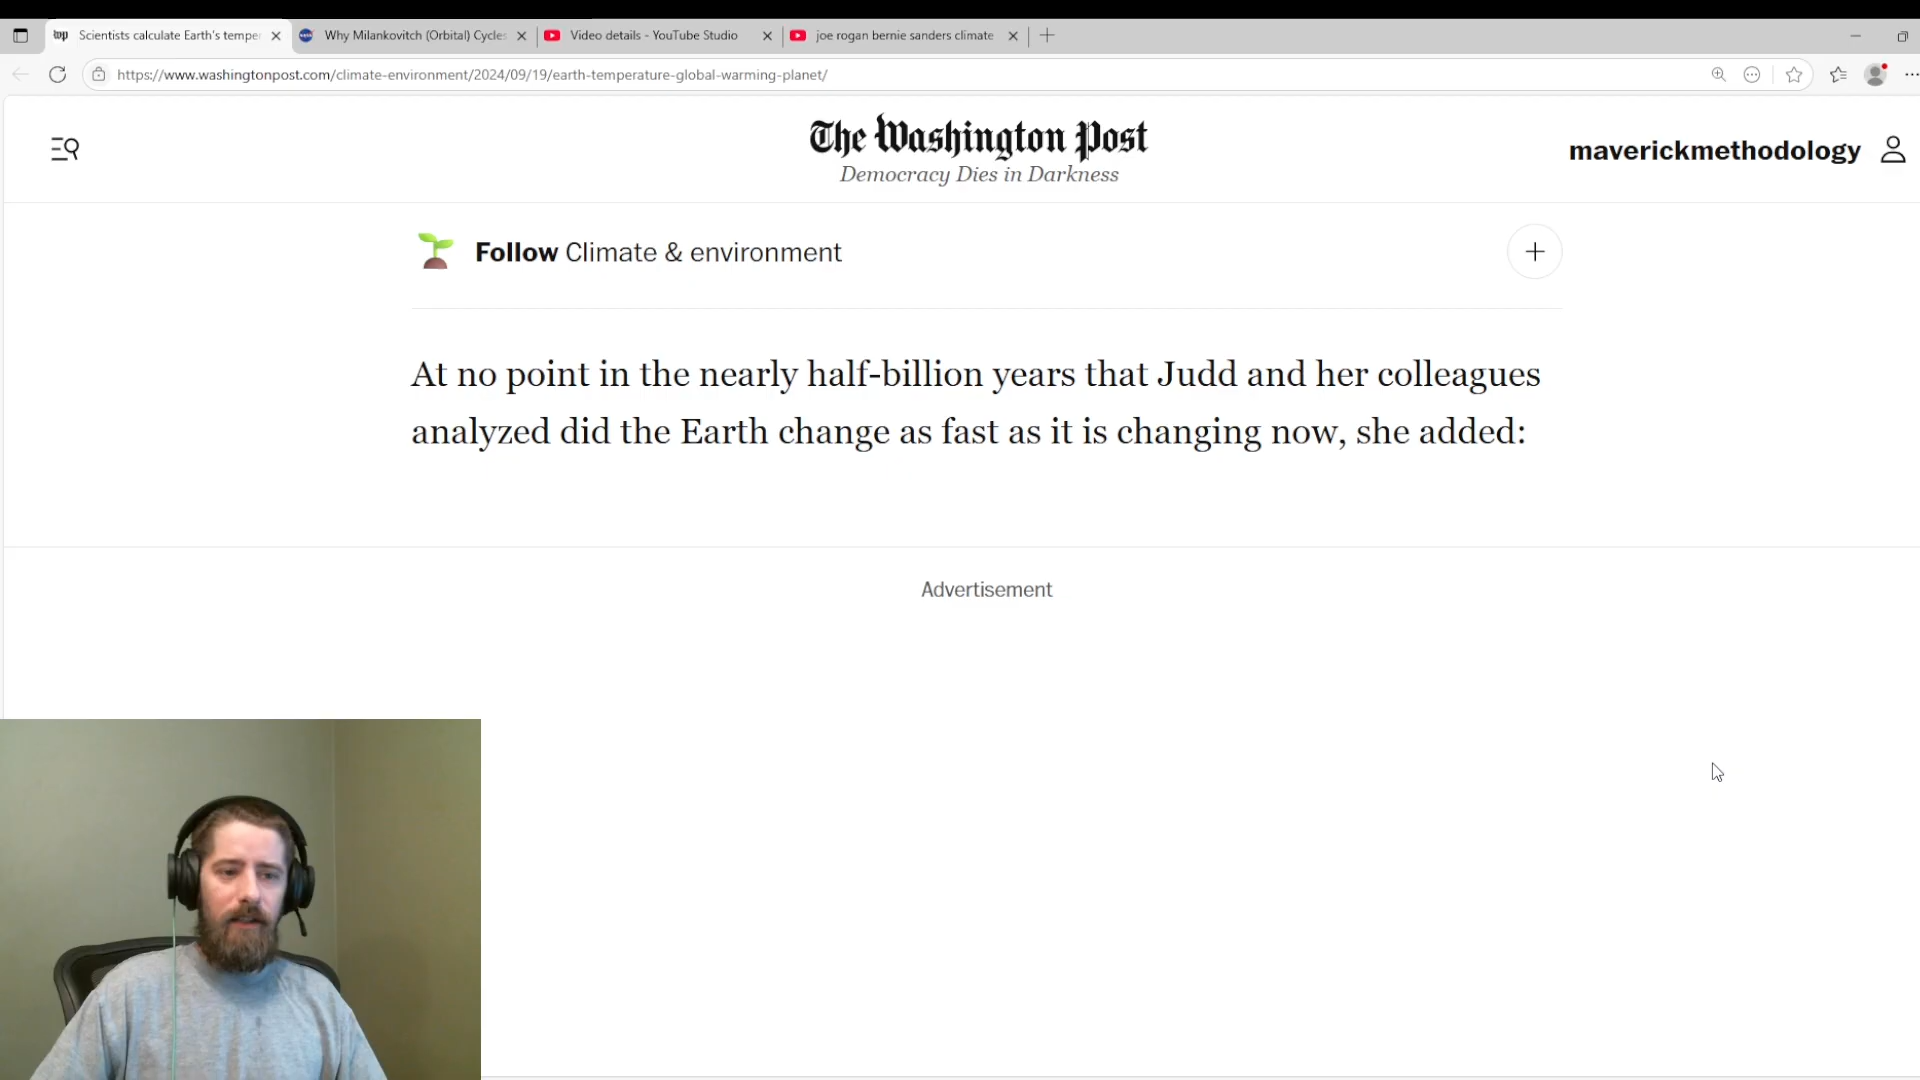 Scientists calculate Earth's tempe
Why Milankovitch (Orbital) Cycles
Video details - YouTube Studio
joe rogan bernie sanders climate
https://www.washingtonpost.com/climate-environment/2024/09/19/earth-temperature-global-warming-planet/
The Washington Post
Democracy Dies in Darkness
maverickmethodology
Follow Climate & environment
At no point in the nearly half-billion years that Judd and her colleagues
analyzed did the Earth change as fast as it is changing now, she added:
Advertisement